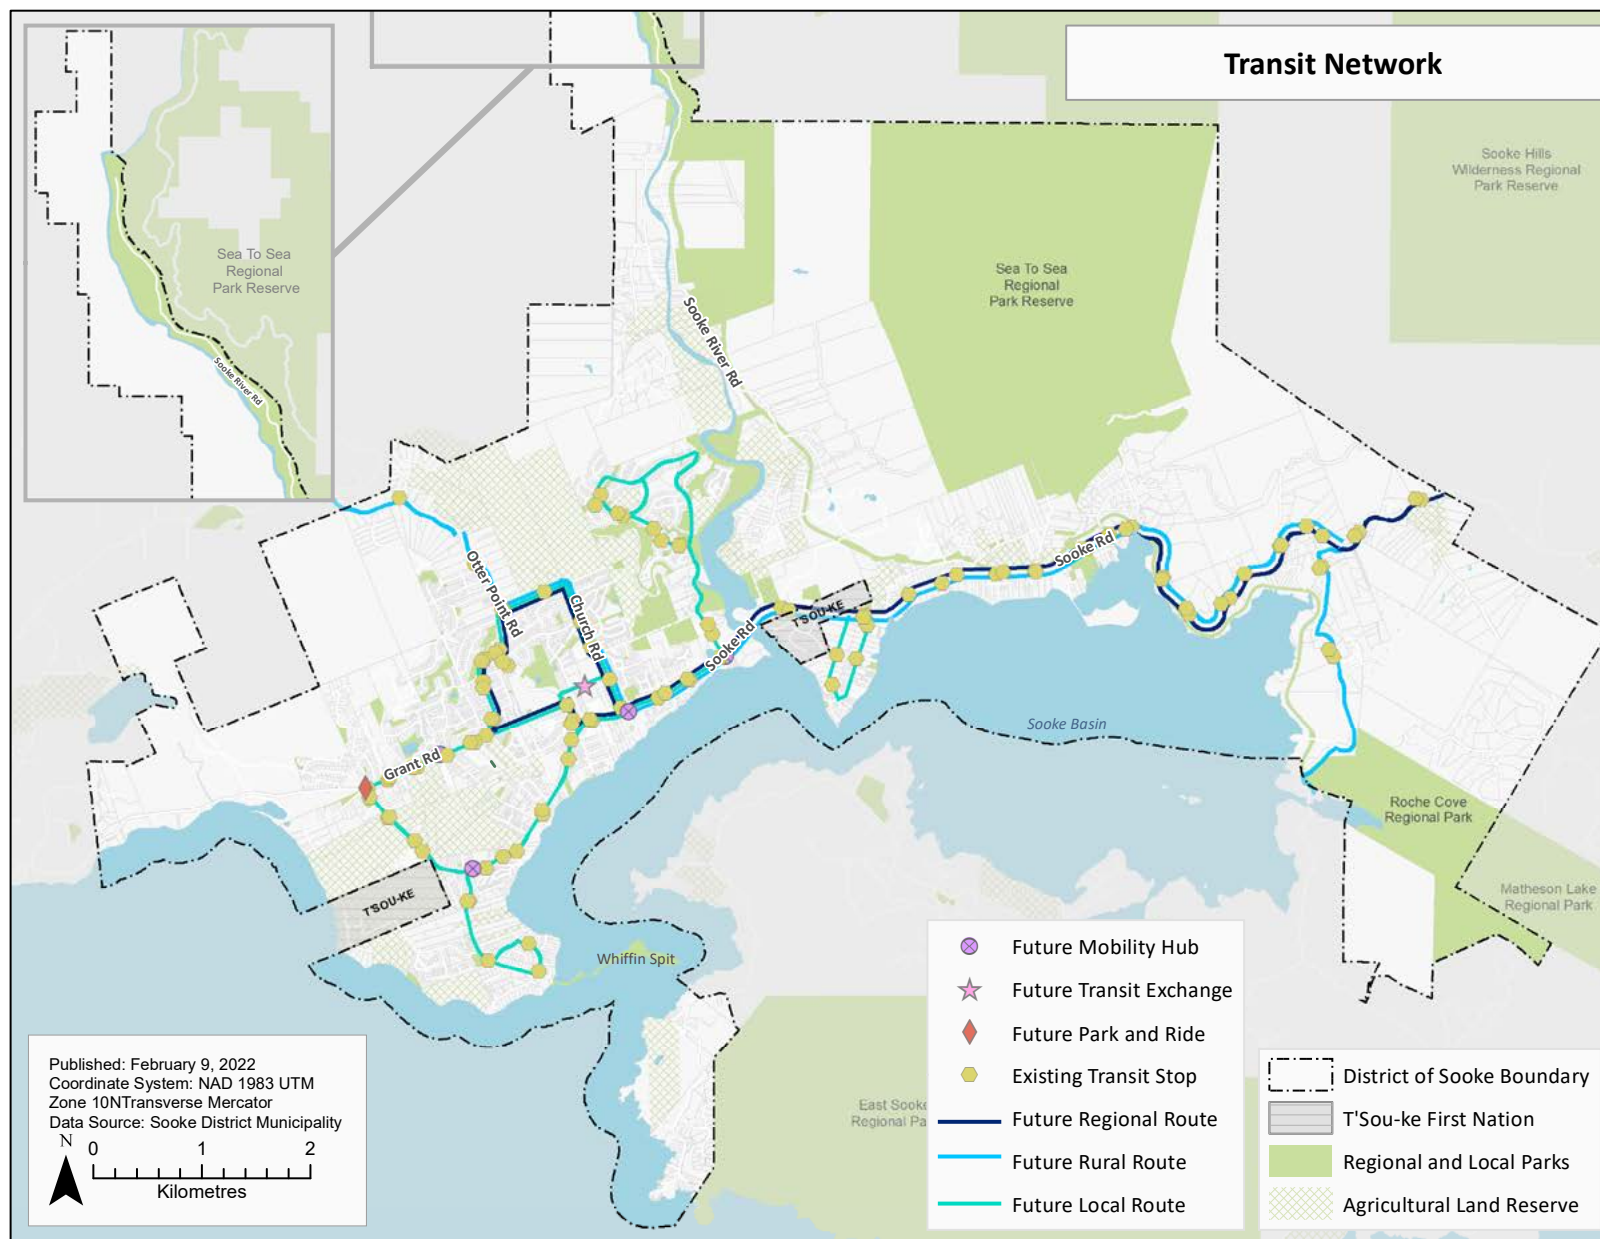 Transit Network
Sooke Hills
Wilderness Regional
Park Reserve
Sea To Sea
Regional
Park Reserve
Sooke River Rd
Sea To Sea
Regional
Park Reserve
Sooke River Rd
Otter Point Rd
Church Rd
Sooke Rd
Sooke Rd
T'SOU-KE
Grant Rd
Sooke Basin
T'SOU-KE
Whiffin Spit
Roche Cove
Regional Park
Matheson Lake
Regional Park
East Sooke
Regional Pa
Future Mobility Hub
Future Transit Exchange
Future Park and Ride
Existing Transit Stop
Future Regional Route
Future Rural Route
Future Local Route
District of Sooke Boundary
T'Sou-ke First Nation
Regional and Local Parks
Agricultural Land Reserve
Published: February 9, 2022
Coordinate System: NAD 1983 UTM
Zone 10NTransverse Mercator
Data Source: Sooke District Municipality
N
0 1 2
Kilometres